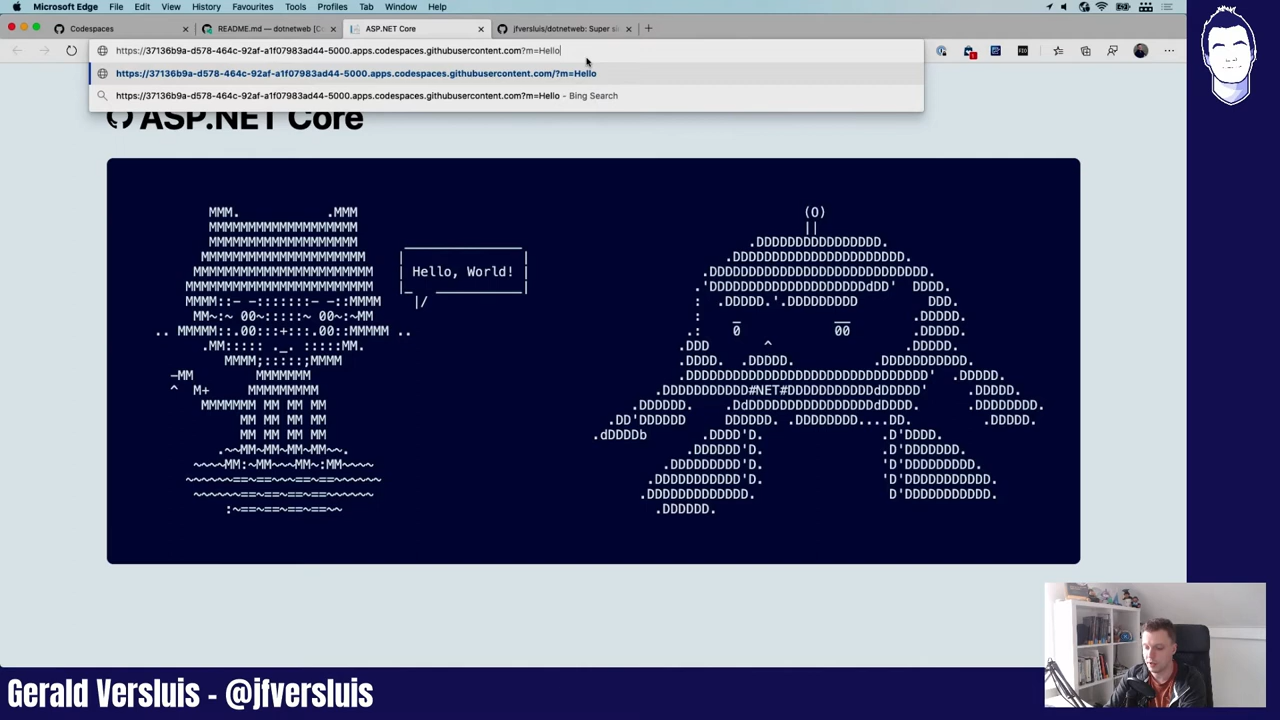 Microsoft Edge File Edit View History Favourites Tools Profiles Tab Window Help
Codespaces
README.md — dotnetweb [C
ASP.NET Core
jfversluis/dotnetweb: Super si
https://37136b9a-d578-464c-92af-a1f07983ad44-5000.apps.codespaces.githubusercontent.com?m=Hello
https://37136b9a-d578-464c-92af-a1f07983ad44-5000.apps.codespaces.githubusercontent.com/?m=Hello
https://37136b9a-d578-464c-92af-a1f07983ad44-5000.apps.codespaces.githubusercontent.com?m=Hello - Bing Search
ASP.NET Core
Hello, World!
#NET#
Gerald Versluis - @jfversluis